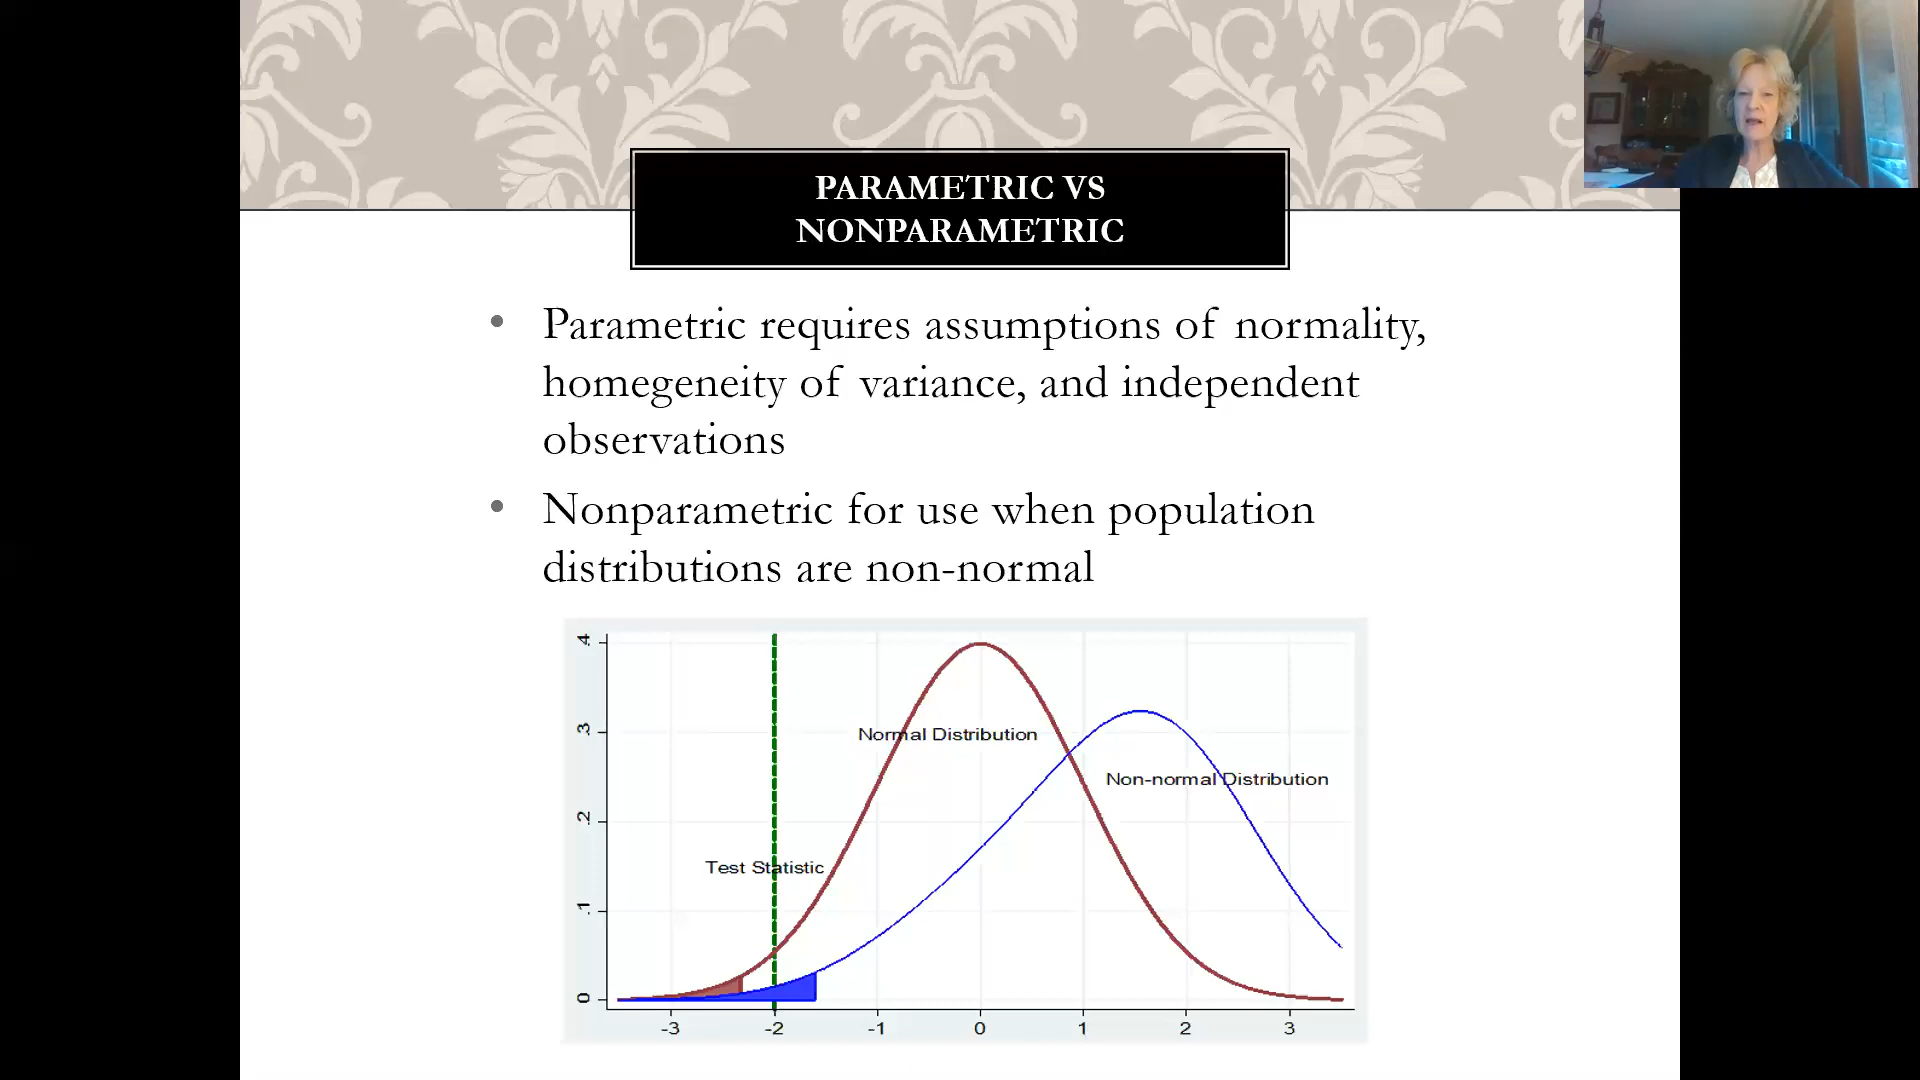 PARAMETRIC VS
NONPARAMETRIC
• Parametric requires assumptions of normality,
homegeneity of variance, and independent
observations
• Nonparametric for use when population
distributions are non-normal
.4
.3
.2
.1
0
Normal Distribution
Non-normal Distribution
Test Statistic
-3 -2 -1 0 1 2 3